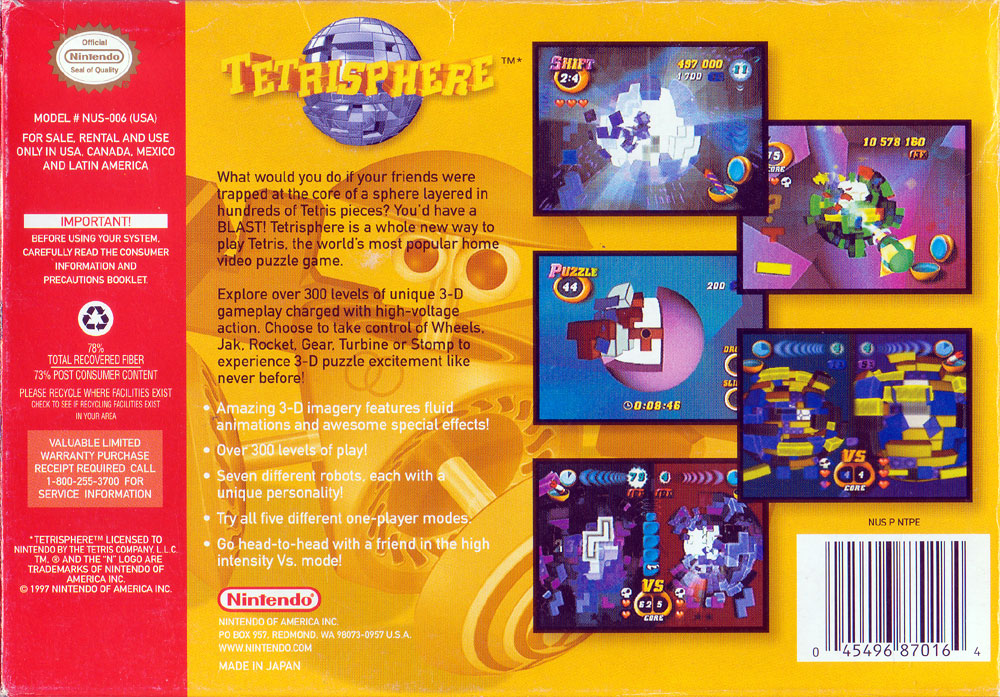 Official
Nintendo
Seal of Quality
MODEL # NUS-006 (USA)
FOR SALE, RENTAL AND USE
ONLY IN USA, CANADA, MEXICO
AND LATIN AMERICA
IMPORTANT!
BEFORE USING YOUR SYSTEM,
CAREFULLY READ THE CONSUMER
INFORMATION AND
PRECAUTIONS BOOKLET.
78%
TOTAL RECOVERED FIBER
73% POST CONSUMER CONTENT
PLEASE RECYCLE WHERE FACILITIES EXIST
CHECK TO SEE IF RECYCLING FACILITIES EXIST
IN YOUR AREA
VALUABLE LIMITED
WARRANTY PURCHASE
RECEIPT REQUIRED. CALL
1-800-255-3700 FOR
SERVICE INFORMATION
*TETRISPHERE™ LICENSED TO
NINTENDO BY THE TETRIS COMPANY, L.L.C.
TM, ® AND THE "N" LOGO ARE
TRADEMARKS OF NINTENDO OF
AMERICA INC.
© 1997 NINTENDO OF AMERICA INC.
TETRISPHERE™*
What would you do if your friends were
trapped at the core of a sphere layered in
hundreds of Tetris pieces? You'd have a
BLAST! Tetrisphere is a whole new way to
play Tetris, the world's most popular home
video puzzle game.
Explore over 300 levels of unique 3-D
gameplay charged with high-voltage
action. Choose to take control of Wheels,
Jak, Rocket, Gear, Turbine or Stomp to
experience 3-D puzzle excitement like
never before!
• Amazing 3-D imagery features fluid
animations and awesome special effects!
• Over 300 levels of play!
• Seven different robots, each with a
unique personality!
• Try all five different one-player modes.
• Go head-to-head with a friend in the high
intensity Vs. mode!
Nintendo®
NINTENDO OF AMERICA INC.
PO BOX 957, REDMOND, WA 98073-0957 U.S.A.
WWW.NINTENDO.COM
MADE IN JAPAN
SHIFT
2:4
497 000
1 700
11
75
CORE
10 578 160
13X
PUZZLE
44
200
0:08:46
4
4
VS
1 4
CORE
79
4
VS
62 5
CORE
NUS P NTPE
0 45496 87016 4